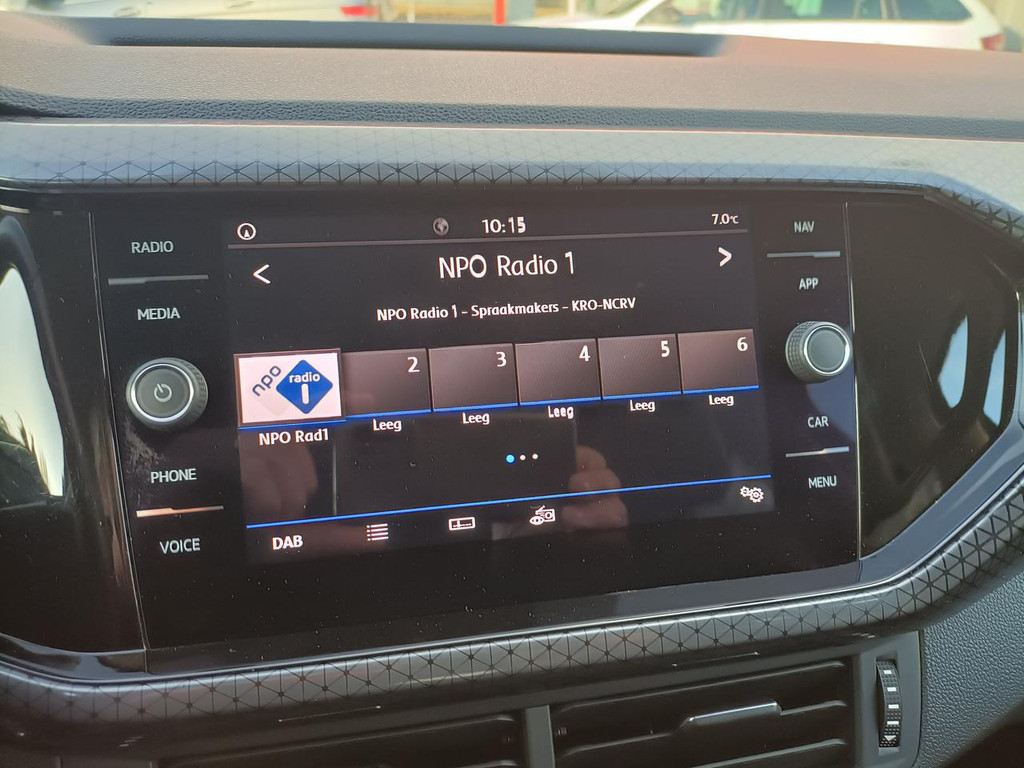 10:15
7.0°C
NPO Radio 1
NPO Radio 1 - Spraakmakers - KRO-NCRV
npo radio 1
2
3
4
5
6
NPO Rad1
Leeg
Leeg
Leeg
Leeg
Leeg
DAB
RADIO
MEDIA
PHONE
VOICE
NAV
APP
CAR
MENU